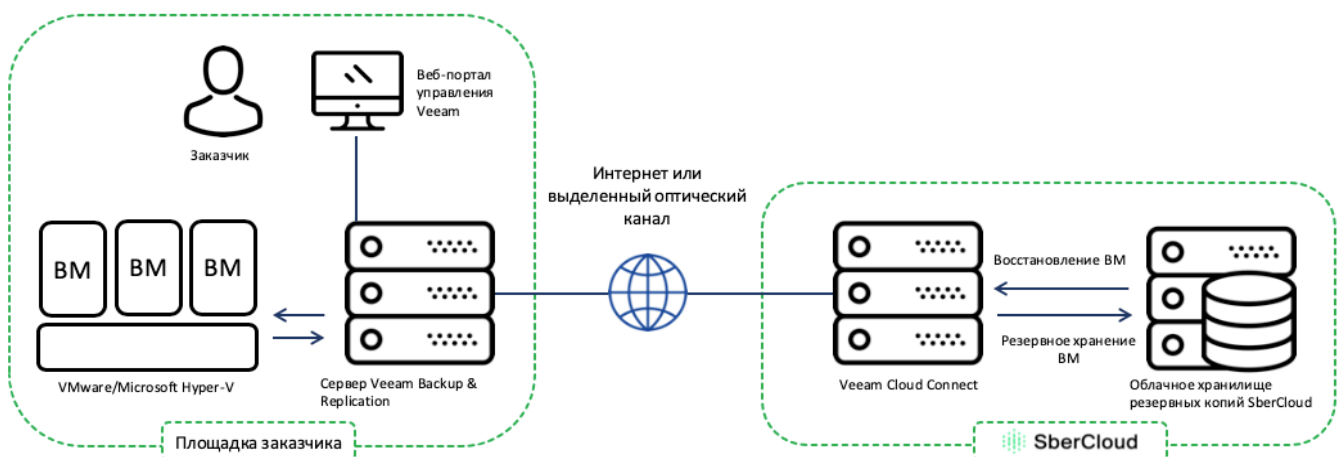 Веб-портал
управления
Veeam
Заказчик
Интернет или
выделенный оптический
канал
ВМ
ВМ
ВМ
Восстановление ВМ
Резервное хранение
ВМ
VMware/Microsoft Hyper-V
Сервер Veeam Backup &
Replication
Veeam Cloud Connect
Облачное хранилище
резервных копий SberCloud
Площадка заказчика
SberCloud